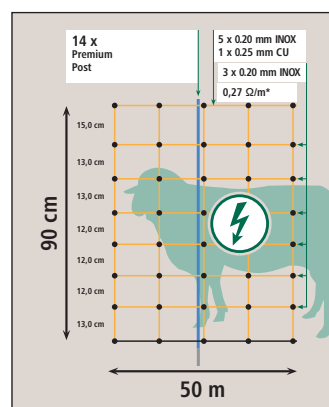 14 x
Premium
Post
5 x 0.20 mm INOX
1 x 0.25 mm CU
3 x 0.20 mm INOX
0,27 Ω/m*
15,0 cm
13,0 cm
13,0 cm
12,0 cm
12,0 cm
12,0 cm
13,0 cm
90 cm
50 m